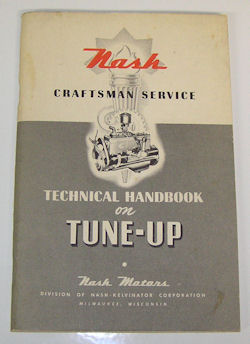 Nash
CRAFTSMAN SERVICE
TECHNICAL HANDBOOK
on
TUNE-UP
Nash Motors
DIVISION OF NASH-KELVINATOR CORPORATION
MILWAUKEE, WISCONSIN